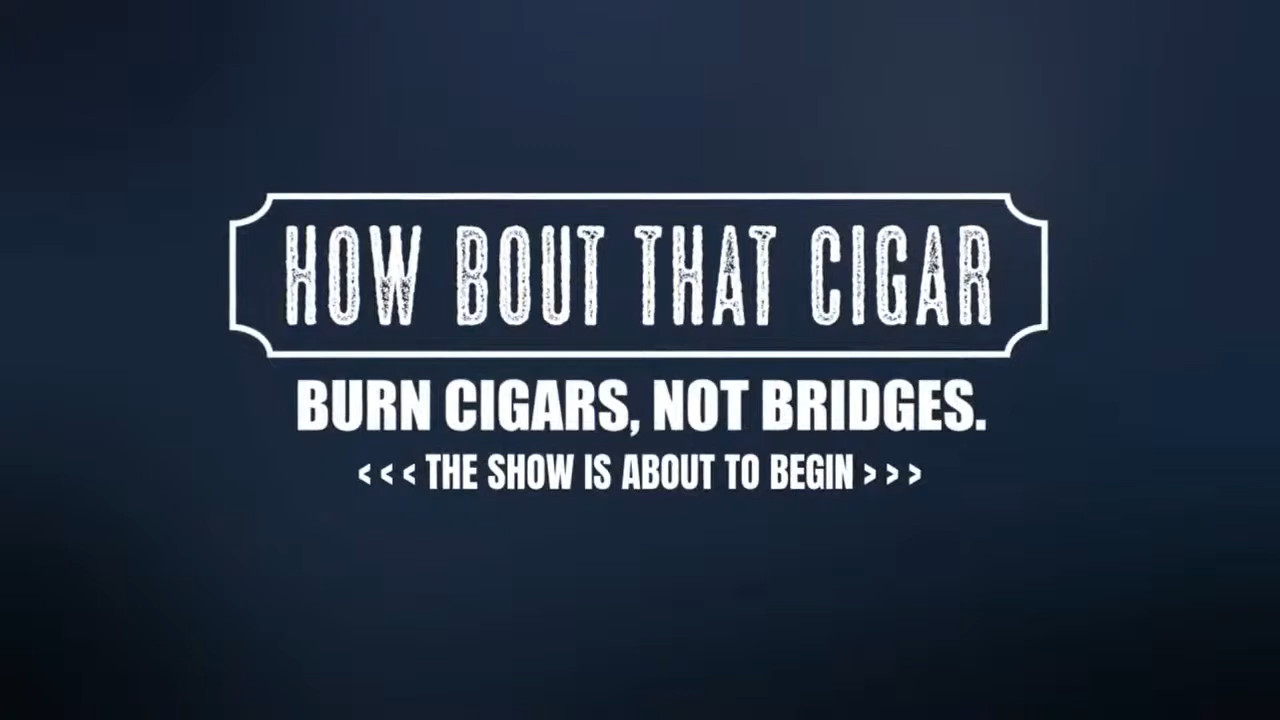 HOW BOUT THAT CIGAR
BURN CIGARS, NOT BRIDGES.
<<< THE SHOW IS ABOUT TO BEGIN >>>